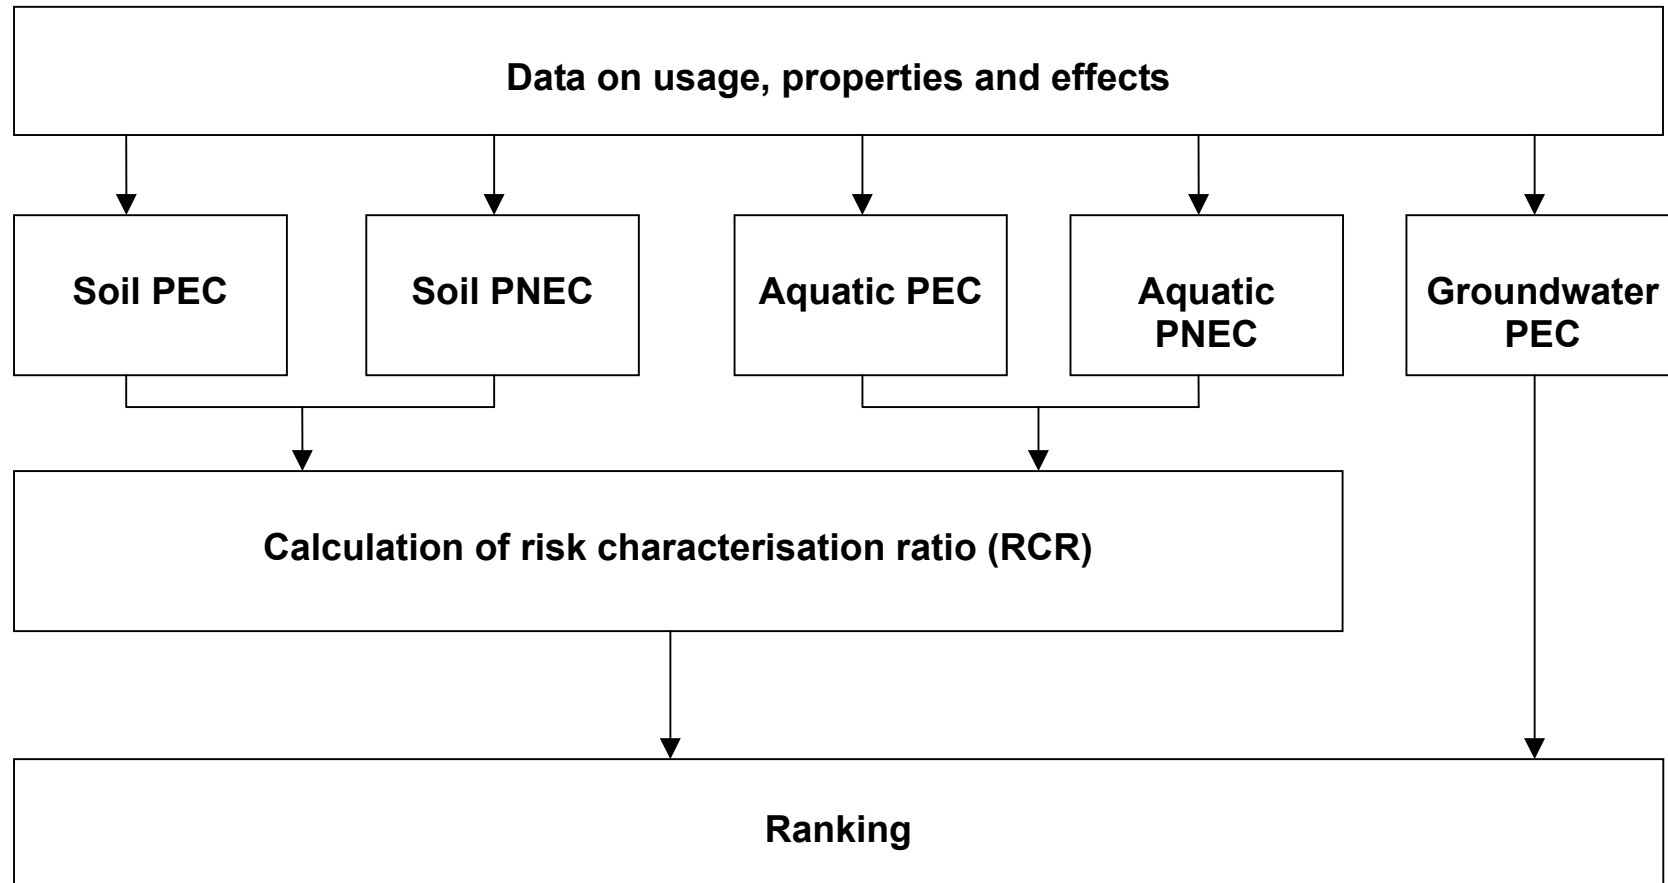 Data on usage, properties and effects
Soil PEC
Soil PNEC
Aquatic PEC
Aquatic
PNEC
Groundwater
PEC
Calculation of risk characterisation ratio (RCR)
Ranking